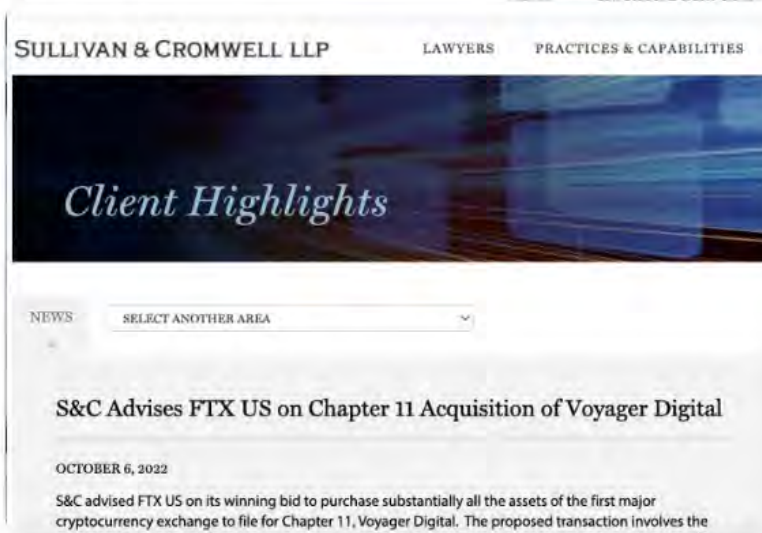 SULLIVAN & CROMWELL LLP
LAWYERS
PRACTICES & CAPABILITIES
Client Highlights
NEWS
SELECT ANOTHER AREA
S&C Advises FTX US on Chapter 11 Acquisition of Voyager Digital
OCTOBER 6, 2022
S&C advised FTX US on its winning bid to purchase substantially all the assets of the first major
cryptocurrency exchange to file for Chapter 11, Voyager Digital. The proposed transaction involves the